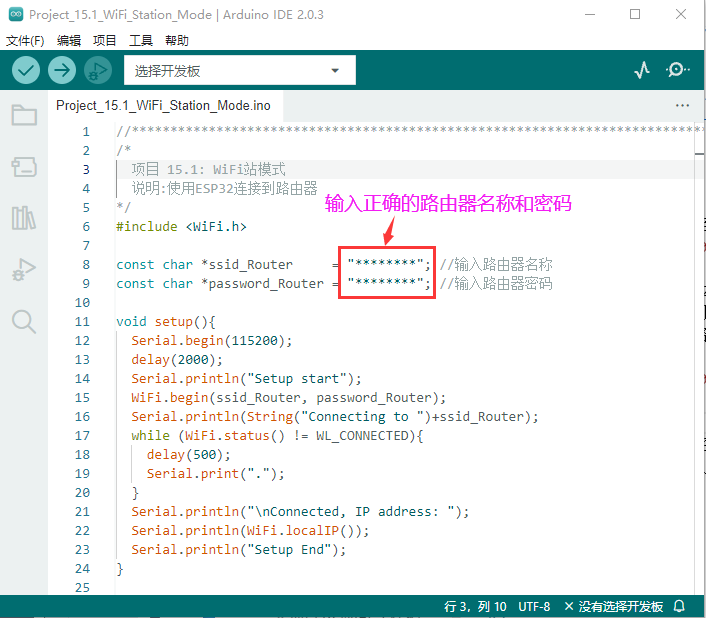 Project_15.1_WiFi_Station_Mode | Arduino IDE 2.0.3
文件(F) 编辑 项目 工具 帮助
选择开发板
Project_15.1_WiFi_Station_Mode.ino ...
1 //**************************************************************************
2 /*
3 项目 15.1: WiFi站模式
4 说明:使用ESP32连接到路由器
输入正确的路由器名称和密码
5 */
6 #include <WiFi.h>
7
8 const char *ssid_Router     = "********"; //输入路由器名称
9 const char *password_Router = "********"; //输入路由器密码
10
11 void setup(){
12   Serial.begin(115200);
13   delay(2000);
14   Serial.println("Setup start");
15   WiFi.begin(ssid_Router, password_Router);
16   Serial.println(String("Connecting to ")+ssid_Router);
17   while (WiFi.status() != WL_CONNECTED){
18     delay(500);
19     Serial.print(".");
20   }
21   Serial.println("\nConnected, IP address: ");
22   Serial.println(WiFi.localIP());
23   Serial.println("Setup End");
24 }
25
行 3，列 10 UTF-8 × 没有选择开发板